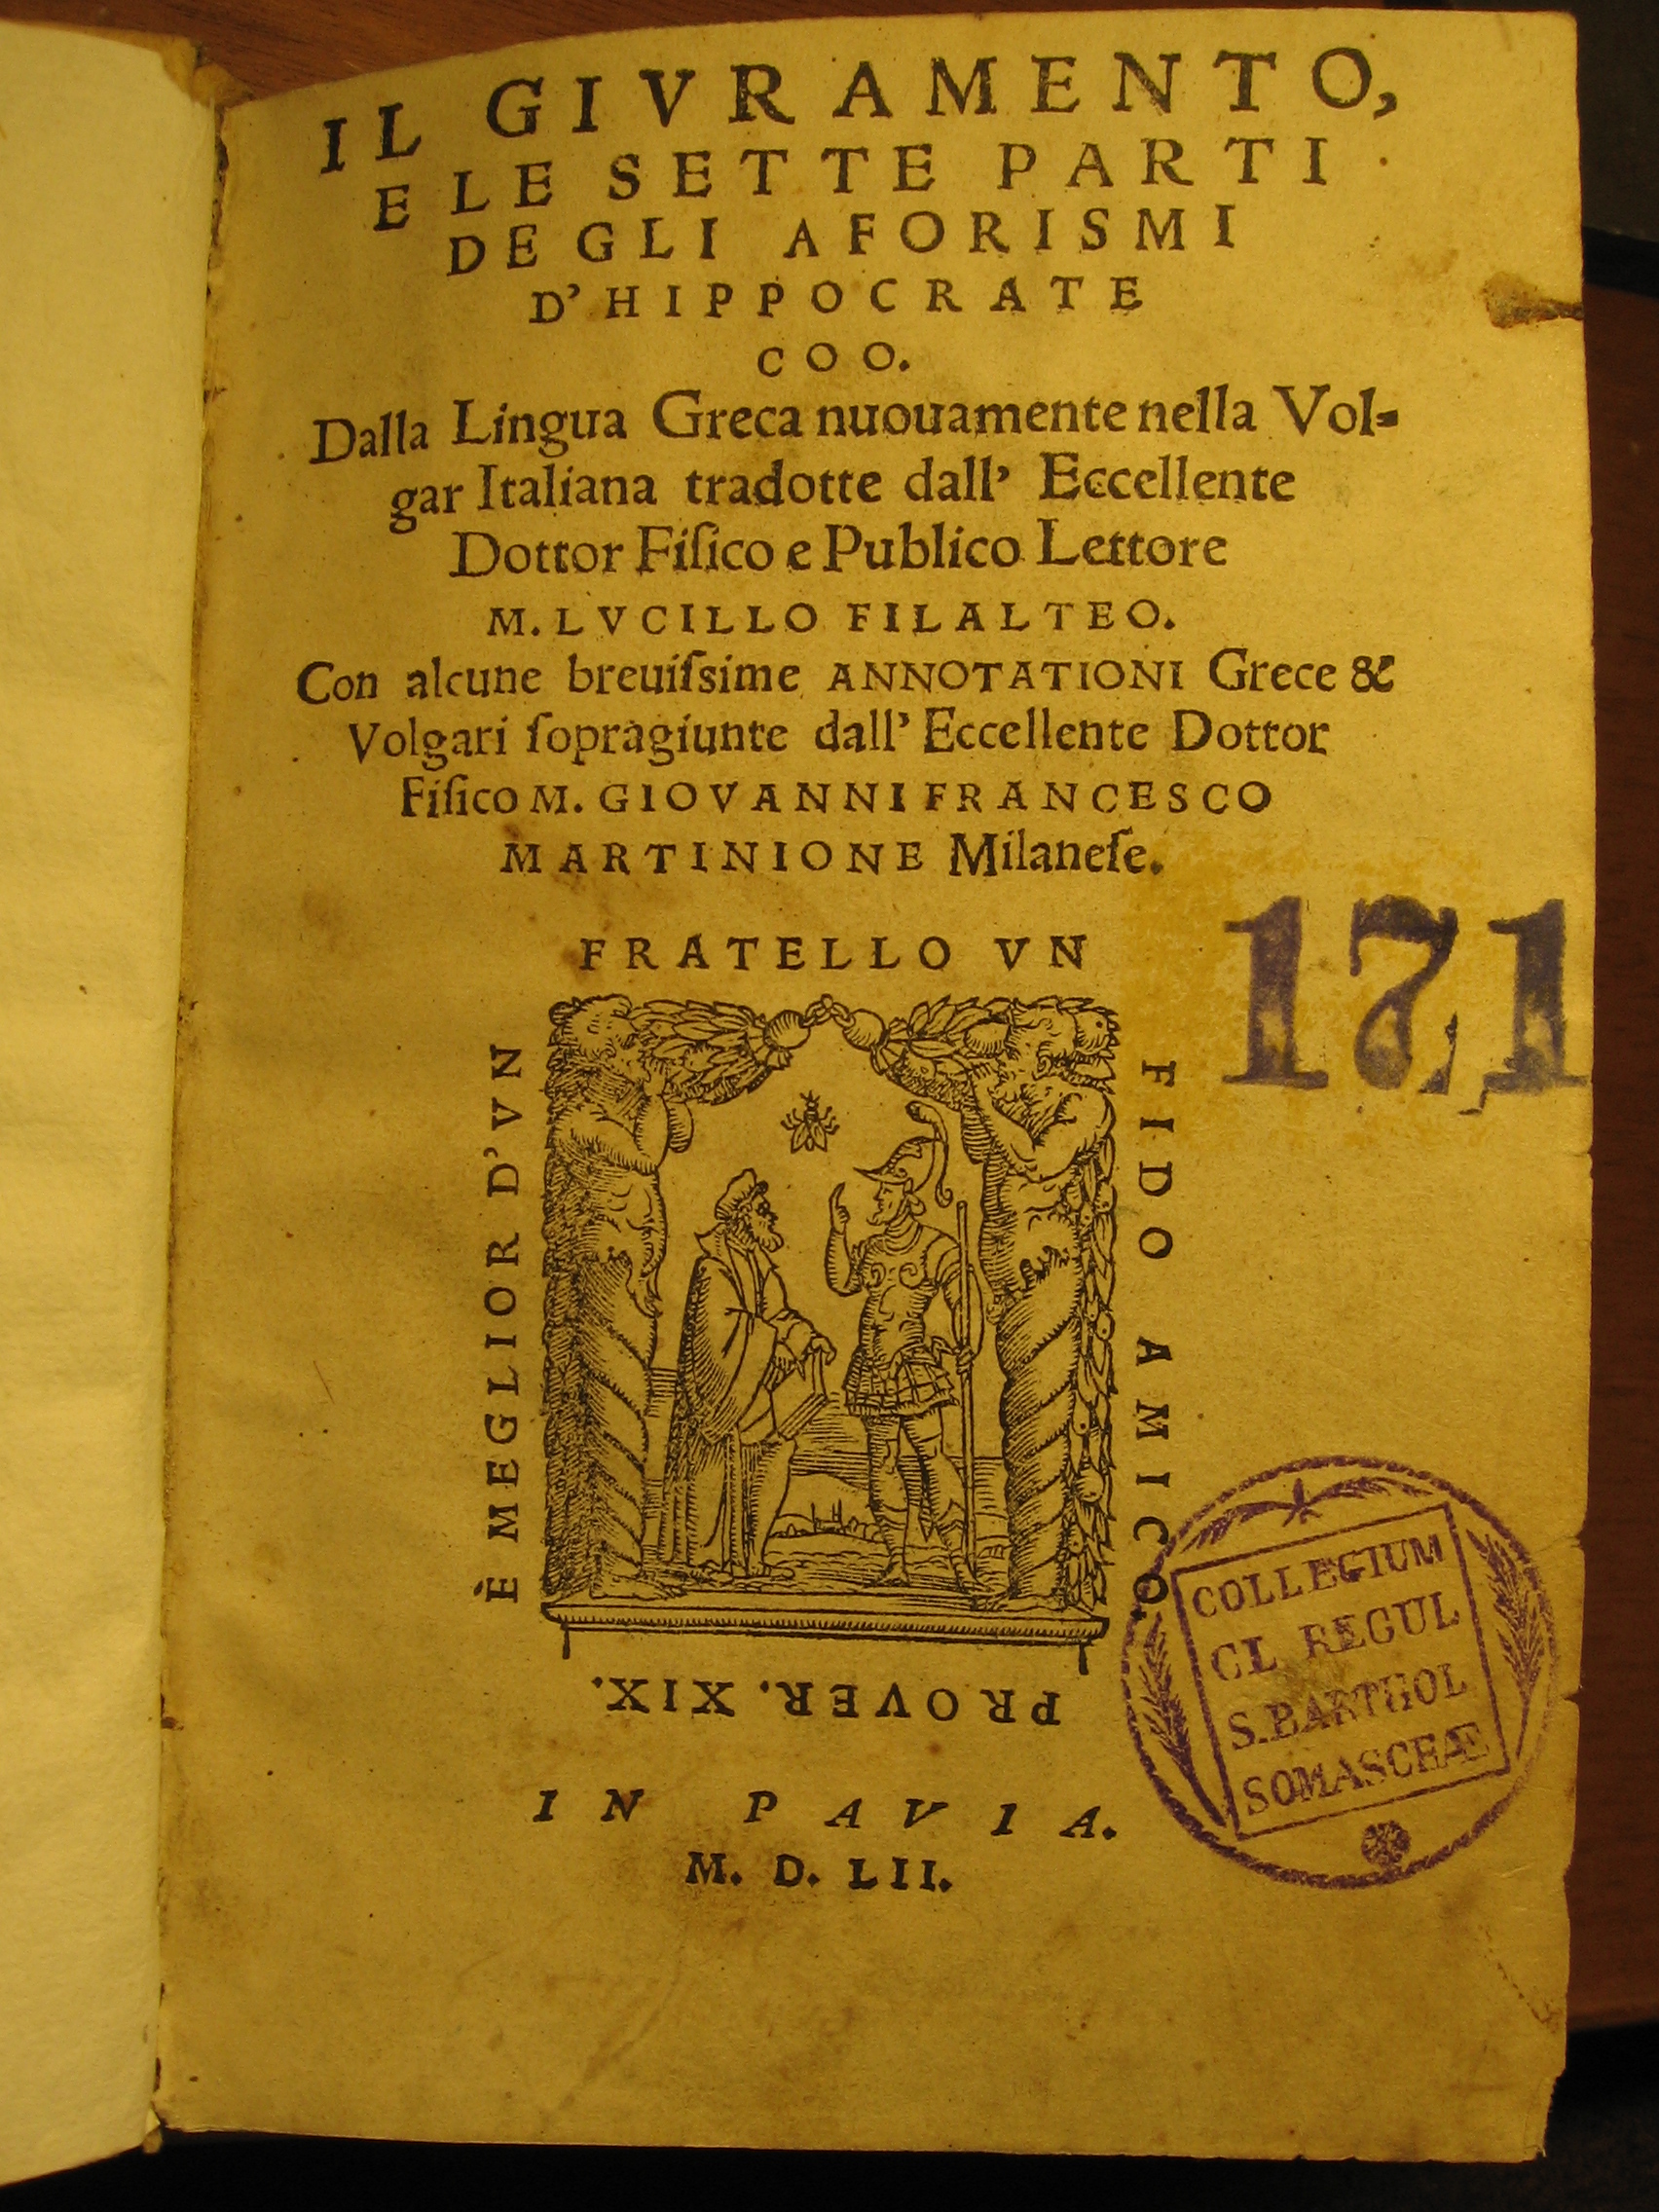 IL GIVRAMENTO,
E LE SETTE PARTI
DEGLI AFORISMI
D’HIPPOCRATE
COO.
Dalla Lingua Greca nuouamente nella Vol-
gar Italiana tradotte dall’ Eccellente
Dottor Fiſico e Publico Lettore
M. LVCILLO FILALTEO.
Con alcune breuiſsime ANNOTATIONI Grece &
Volgari ſopragiunte dall’ Eccellente Dottor
Fiſico M. GIOVANNI FRANCESCO
MARTINIONE Milaneſe.
171
È MEGLIOR D’VN
FRATELLO VN
FIDO AMICO.
PROVER. XIX.
COLLEGIUM
CL REGUL
S. BARTHOL
SOMASCHÆ
IN PAVIA.
M. D. LII.